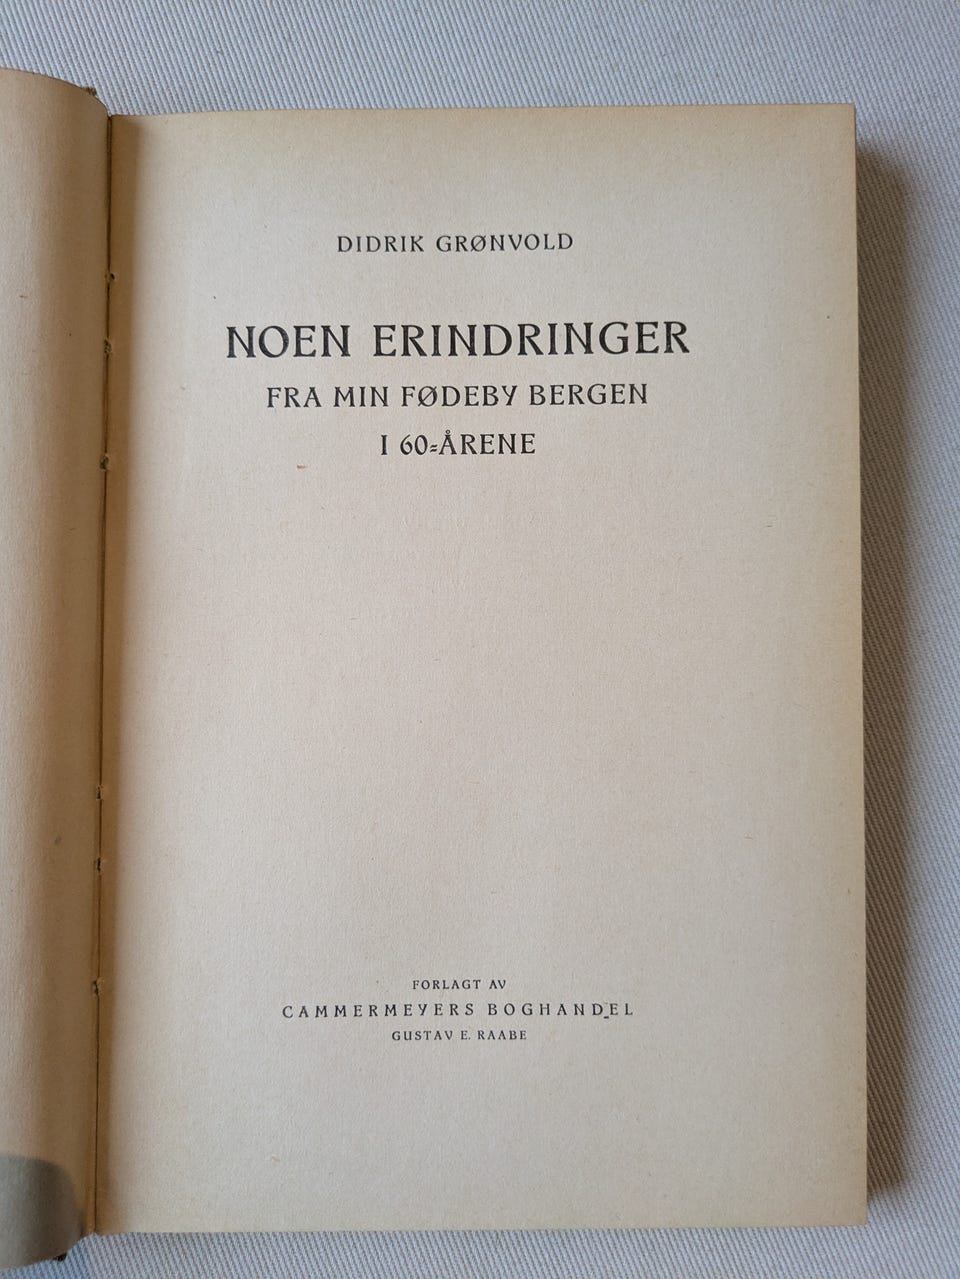 DIDRIK GRØNVOLD
NOEN ERINDRINGER
FRA MIN FØDEBY BERGEN
I 60-ÅRENE
FORLAGT AV
CAMMERMEYERS BOGHANDEL
GUSTAV E. RAABE